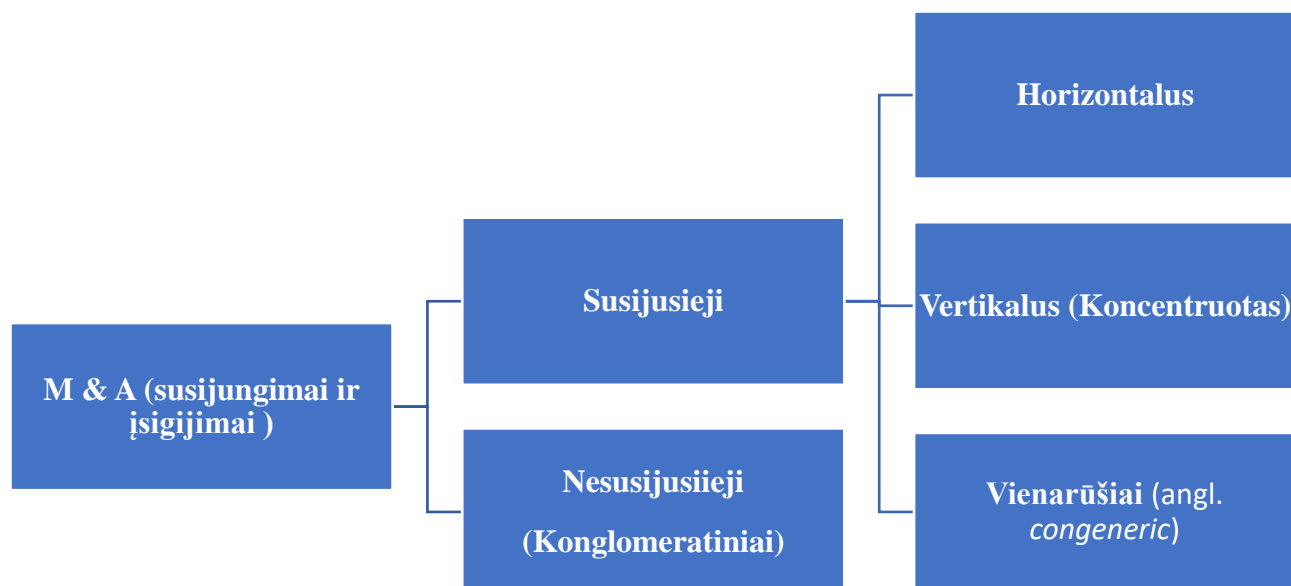 M & A (susijungimai ir
įsigijimai )
Susijusieji
Nesusijusiieji
(Konglomeratiniai)
Horizontalus
Vertikalus (Koncentruotas)
Vienarūšiai (angl.
congeneric)